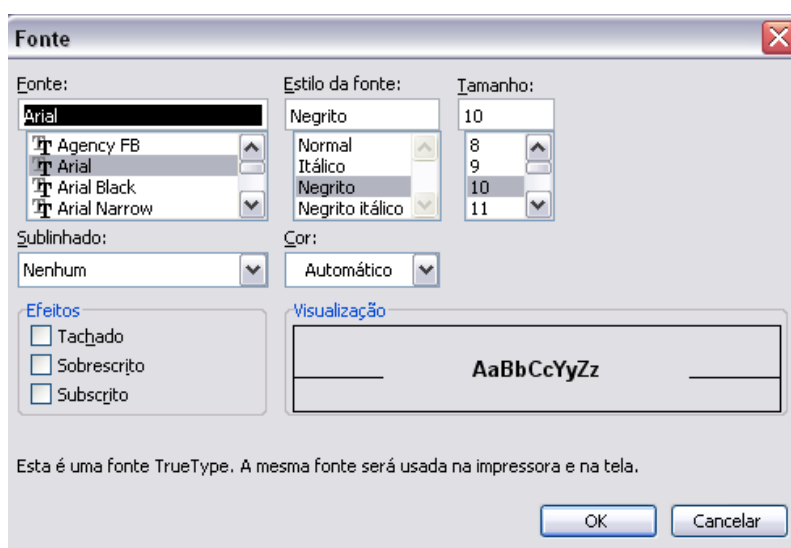 Fonte
Fonte: Estilo da fonte: Tamanho:
Arial Negrito 10
Agency FB Normal 8
Arial Itálico 9
Arial Black Negrito 10
Arial Narrow Negrito itálico 11
Sublinhado: Cor:
Nenhum Automático
Efeitos Visualização
Tachado
Sobrescrito AaBbCcYyZz
Subscrito
Esta é uma fonte TrueType. A mesma fonte será usada na impressora e na tela.
OK Cancelar